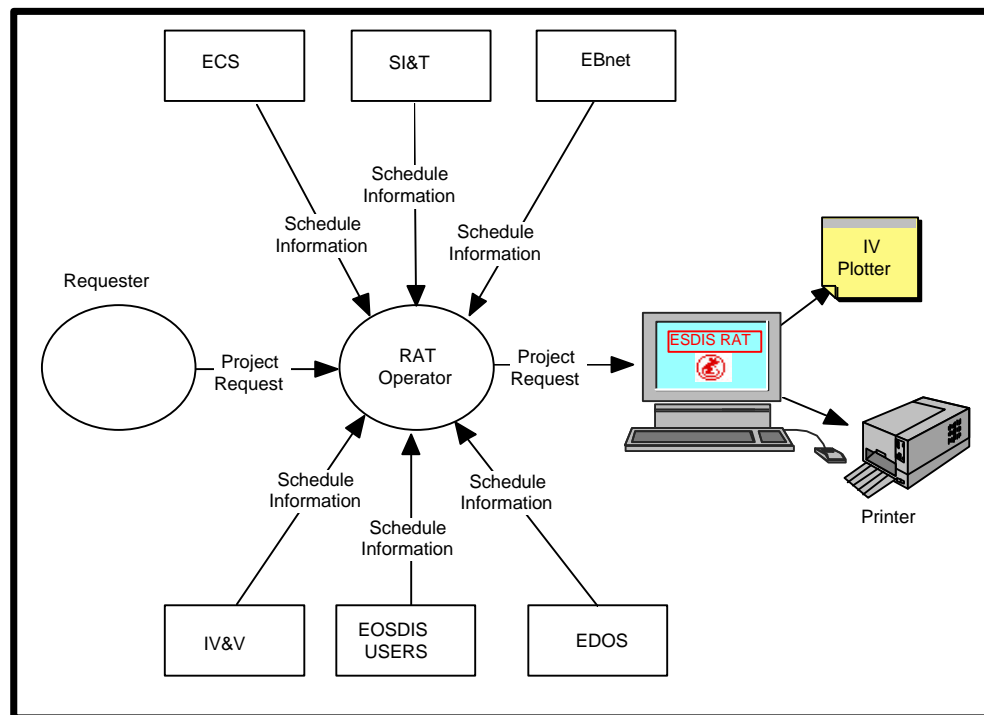 ECS
SI&T
EBnet
Schedule
Information
Schedule
Information
Schedule
Information
IV
Plotter
Requester
ESDIS RAT
Project
Request
RAT
Operator
Project
Request
Schedule
Information
Schedule
Information
Schedule
Information
Printer
IV&V
EOSDIS
USERS
EDOS